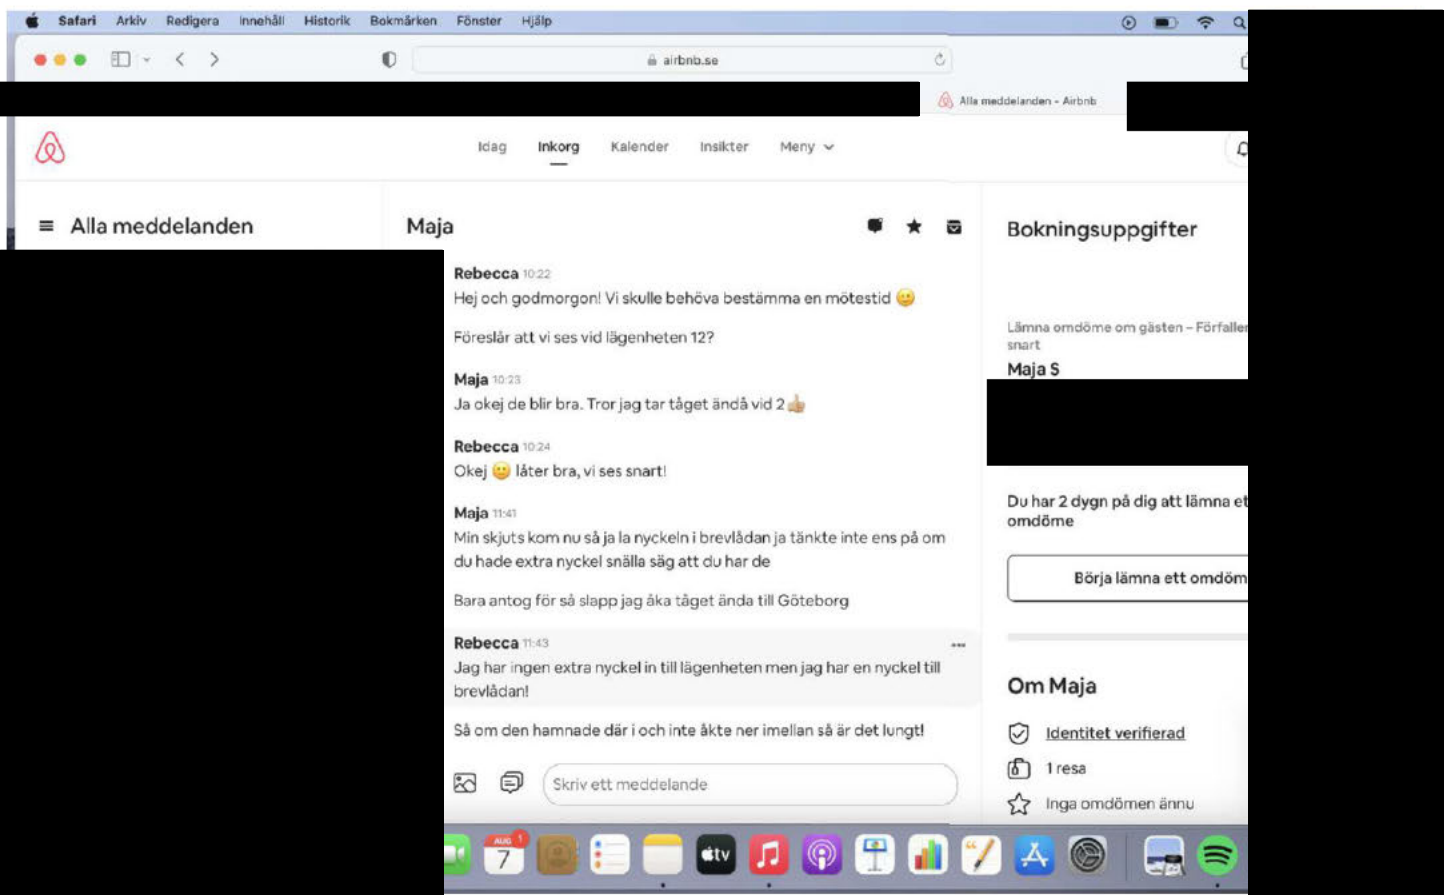 Safari Arkiv Redigera Innehåll Historik Bokmärken Fönster Hjälp
airbnb.se
Alla meddelanden - Airbnb
Idag Inkorg Kalender Insikter Meny
Alla meddelanden
Maja
Rebecca 10:22
Hej och godmorgon! Vi skulle behöva bestämma en mötestid 🙂
Föreslår att vi ses vid lägenheten 12?
Maja 10:23
Ja okej de blir bra. Tror jag tar tåget ändå vid 2👍🏼
Rebecca 10:24
Okej 🙂 låter bra, vi ses snart!
Maja 11:41
Min skjuts kom nu så ja la nyckeln i brevlådan ja tänkte inte ens på om
du hade extra nyckel snälla säg att du har de
Bara antog för så slapp jag åka tåget ända till Göteborg
Rebecca 11:43
Jag har ingen extra nyckel in till lägenheten men jag har en nyckel till
brevlådan!
Så om den hamnade där i och inte åkte ner imellan så är det lungt!
Skriv ett meddelande
Bokningsuppgifter
Lämna omdöme om gästen – Förfaller
snart
Maja S
Du har 2 dygn på dig att lämna et
omdöme
Börja lämna ett omdöm
Om Maja
Identitet verifierad
1 resa
Inga omdömen ännu
AUG 1
7
tv